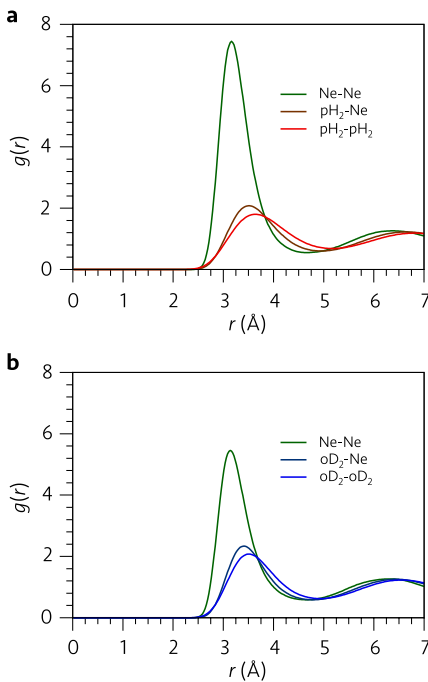 a
8
6
4
2
0
g(r)
Ne-Ne
pH₂-Ne
pH₂-pH₂
0 1 2 3 4 5 6 7
r (Å)
b
8
6
4
2
0
g(r)
Ne-Ne
oD₂-Ne
oD₂-oD₂
0 1 2 3 4 5 6 7
r (Å)